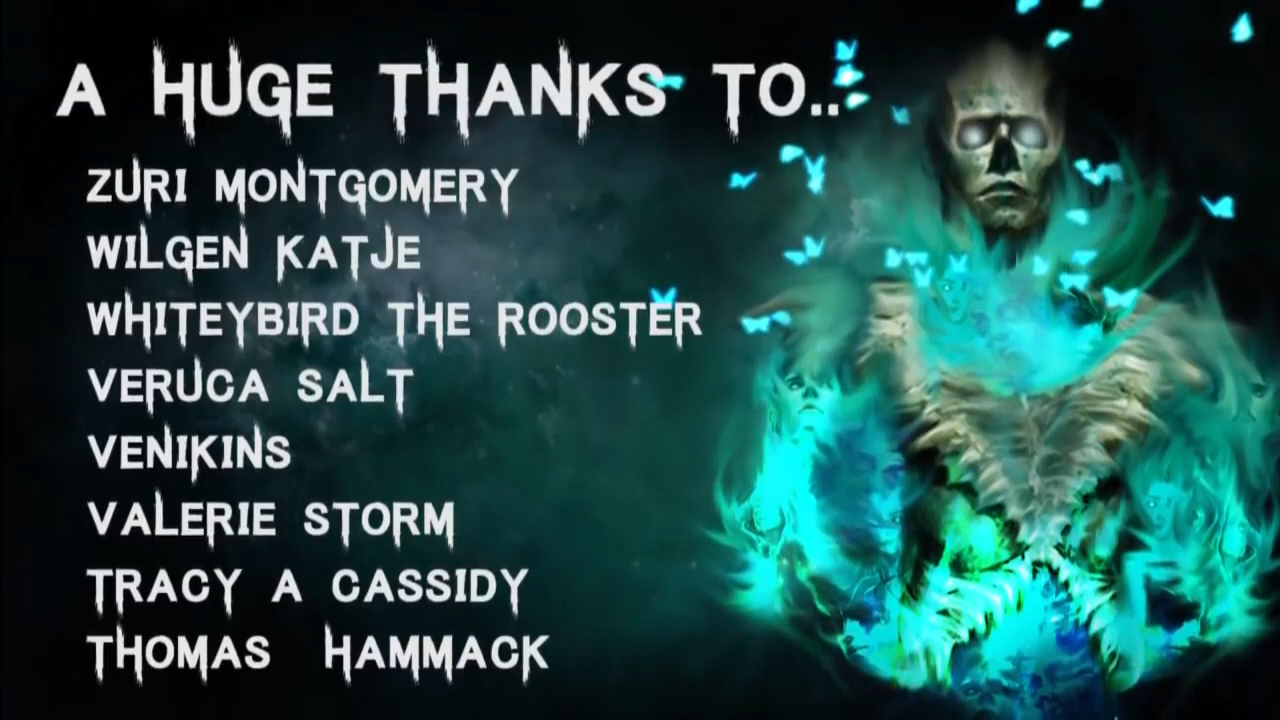 A HUGE THANKS TO..
ZURI MONTGOMERY
WILGEN KATJE
WHITEYBIRD THE ROOSTER
VERUCA SALT
VENIKINS
VALERIE STORM
TRACY A CASSIDY
THOMAS HAMMACK